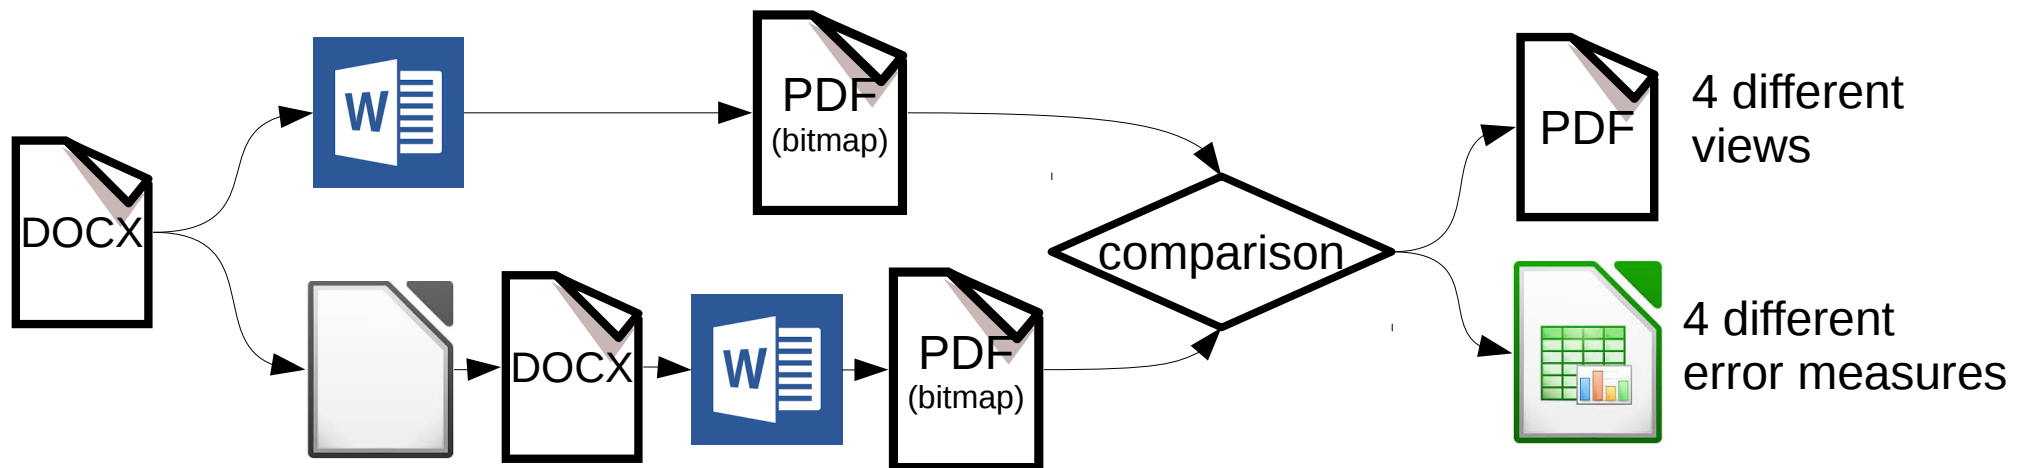 DOCX
W
PDF
(bitmap)
DOCX
W
PDF
(bitmap)
comparison
PDF
4 different
views
4 different
error measures